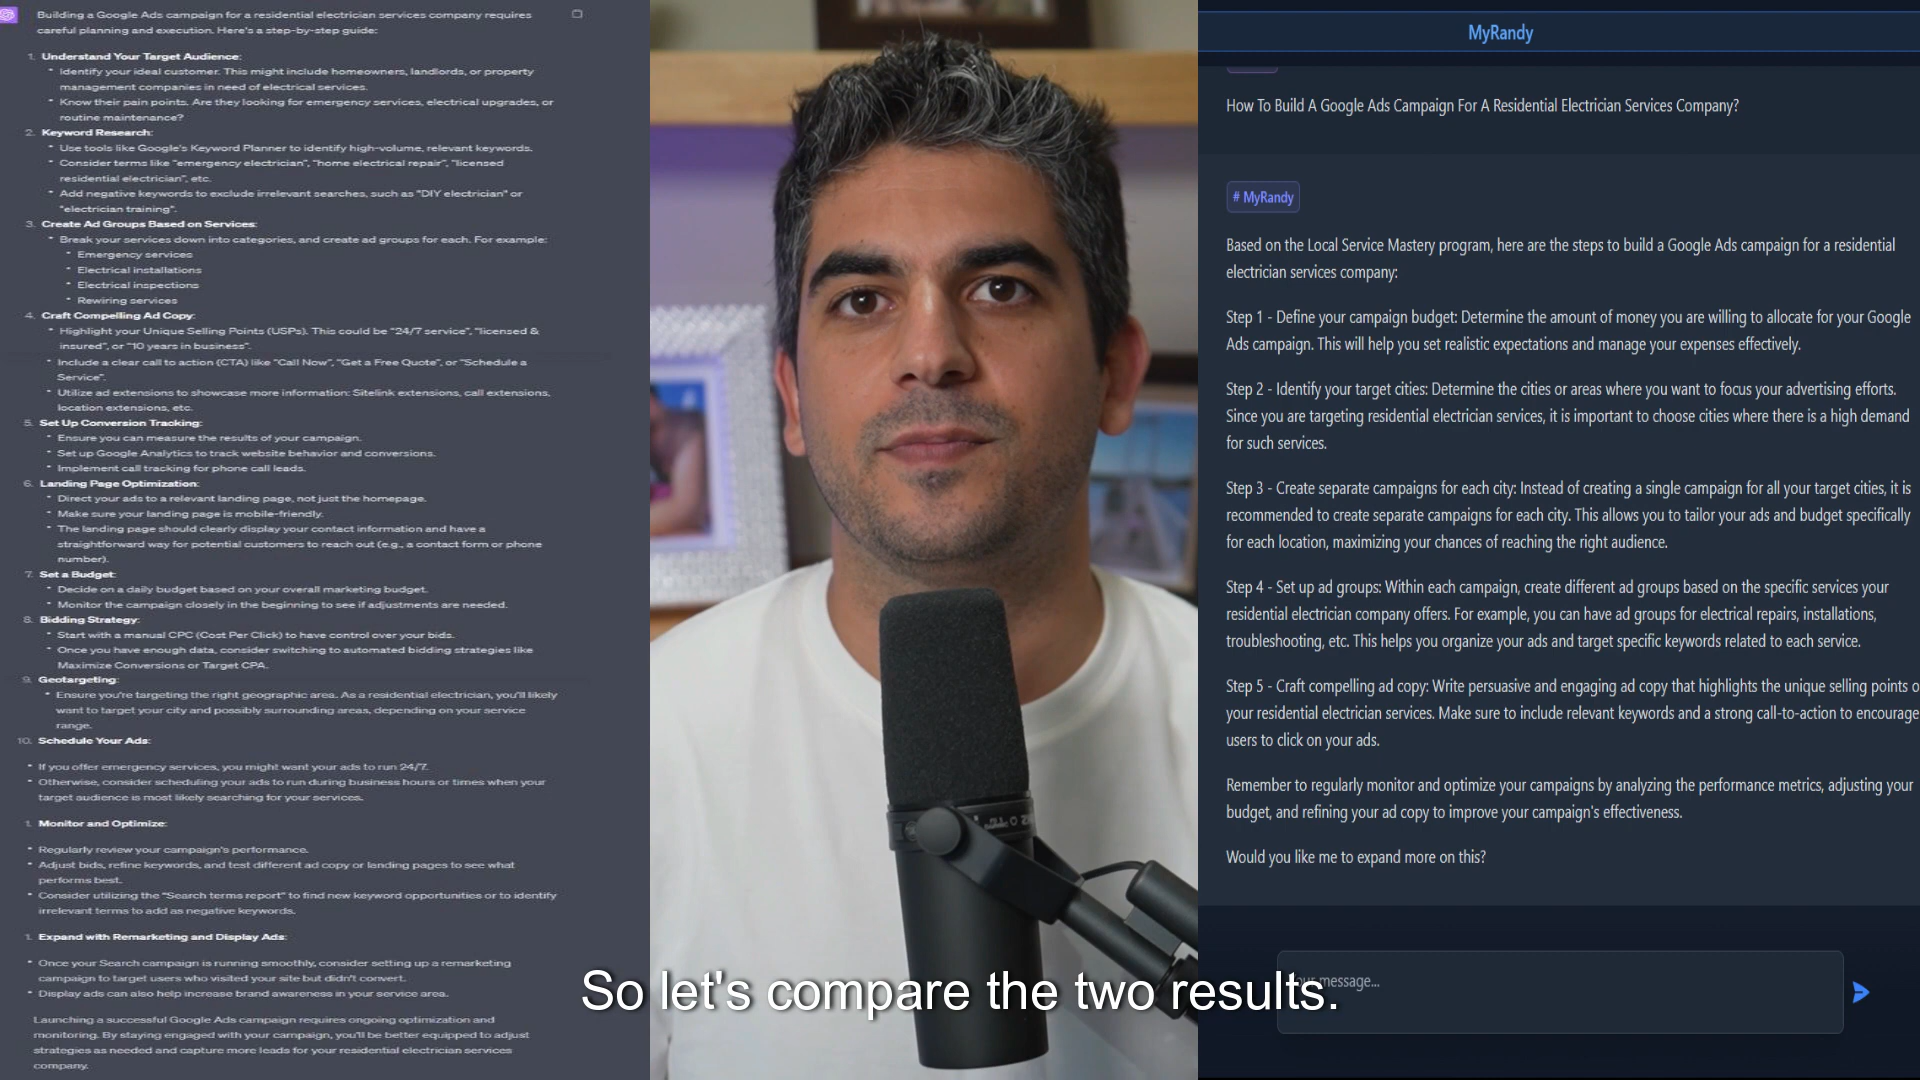 Building a Google Ads campaign for a residential electrician services company requires
careful planning and execution. Here's a step-by-step guide:
1. Understand Your Target Audience:
• Identify your ideal customer. This might include homeowners, landlords, or property
management companies in need of electrical services.
• Know their pain points. Are they looking for emergency services, electrical upgrades, or
routine maintenance?
2. Keyword Research:
• Use tools like Google's Keyword Planner to identify high-volume, relevant keywords.
• Consider terms like "emergency electrician", "home electrical repair", "licensed
residential electrician", etc.
• Add negative keywords to exclude irrelevant searches, such as "DIY electrician" or
"electrician training".
3. Create Ad Groups Based on Services:
• Break your services down into categories, and create ad groups for each. For example:
• Emergency services
• Electrical installations
• Electrical inspections
• Rewiring services
4. Craft Compelling Ad Copy:
• Highlight your Unique Selling Points (USPs). This could be "24/7 service", "licensed &
insured", or "10 years in business".
• Include a clear call to action (CTA) like "Call Now", "Get a Free Quote", or "Schedule a
Service".
• Utilize ad extensions to showcase more information: Sitelink extensions, call extensions,
location extensions, etc.
5. Set Up Conversion Tracking:
• Ensure you can measure the results of your campaign.
• Set up Google Analytics to track website behavior and conversions.
• Implement call tracking for phone call leads.
6. Landing Page Optimization:
• Direct your ads to a relevant landing page, not just the homepage.
• Make sure your landing page is mobile-friendly.
• The landing page should clearly display your contact information and have a
straightforward way for potential customers to reach out (e.g., a contact form or phone
number).
7. Set a Budget:
• Decide on a daily budget based on your overall marketing budget.
• Monitor the campaign closely in the beginning to see if adjustments are needed.
8. Bidding Strategy:
• Start with a manual CPC (Cost Per Click) to have control over your bids.
• Once you have enough data, consider switching to automated bidding strategies like
Maximize Conversions or Target CPA.
9. Geotargeting:
• Ensure you're targeting the right geographic area. As a residential electrician, you'll likely
want to target your city and possibly surrounding areas, depending on your service
range.
10. Schedule Your Ads:
• If you offer emergency services, you might want your ads to run 24/7.
• Otherwise, consider scheduling your ads to run during business hours or times when your
target audience is most likely searching for your services.
1. Monitor and Optimize:
• Regularly review your campaign's performance.
• Adjust bids, refine keywords, and test different ad copy or landing pages to see what
performs best.
• Consider utilizing the "Search terms report" to find new keyword opportunities or to identify
irrelevant terms to add as negative keywords.
1. Expand with Remarketing and Display Ads:
• Once your Search campaign is running smoothly, consider setting up a remarketing
campaign to target users who visited your site but didn't convert.
• Display ads can also help increase brand awareness in your service area.
Launching a successful Google Ads campaign requires ongoing optimization and
monitoring. By staying engaged with your campaign, you'll be better equipped to adjust
strategies as needed and capture more leads for your residential electrician services
company.
MyRandy
How To Build A Google Ads Campaign For A Residential Electrician Services Company?
# MyRandy
Based on the Local Service Mastery program, here are the steps to build a Google Ads campaign for a residential
electrician services company:
Step 1 - Define your campaign budget: Determine the amount of money you are willing to allocate for your Google
Ads campaign. This will help you set realistic expectations and manage your expenses effectively.
Step 2 - Identify your target cities: Determine the cities or areas where you want to focus your advertising efforts.
Since you are targeting residential electrician services, it is important to choose cities where there is a high demand
for such services.
Step 3 - Create separate campaigns for each city: Instead of creating a single campaign for all your target cities, it is
recommended to create separate campaigns for each city. This allows you to tailor your ads and budget specifically
for each location, maximizing your chances of reaching the right audience.
Step 4 - Set up ad groups: Within each campaign, create different ad groups based on the specific services your
residential electrician company offers. For example, you can have ad groups for electrical repairs, installations,
troubleshooting, etc. This helps you organize your ads and target specific keywords related to each service.
Step 5 - Craft compelling ad copy: Write persuasive and engaging ad copy that highlights the unique selling points o
your residential electrician services. Make sure to include relevant keywords and a strong call-to-action to encourage
users to click on your ads.
Remember to regularly monitor and optimize your campaigns by analyzing the performance metrics, adjusting your
budget, and refining your ad copy to improve your campaign's effectiveness.
Would you like me to expand more on this?
message...
So let's compare the two results.